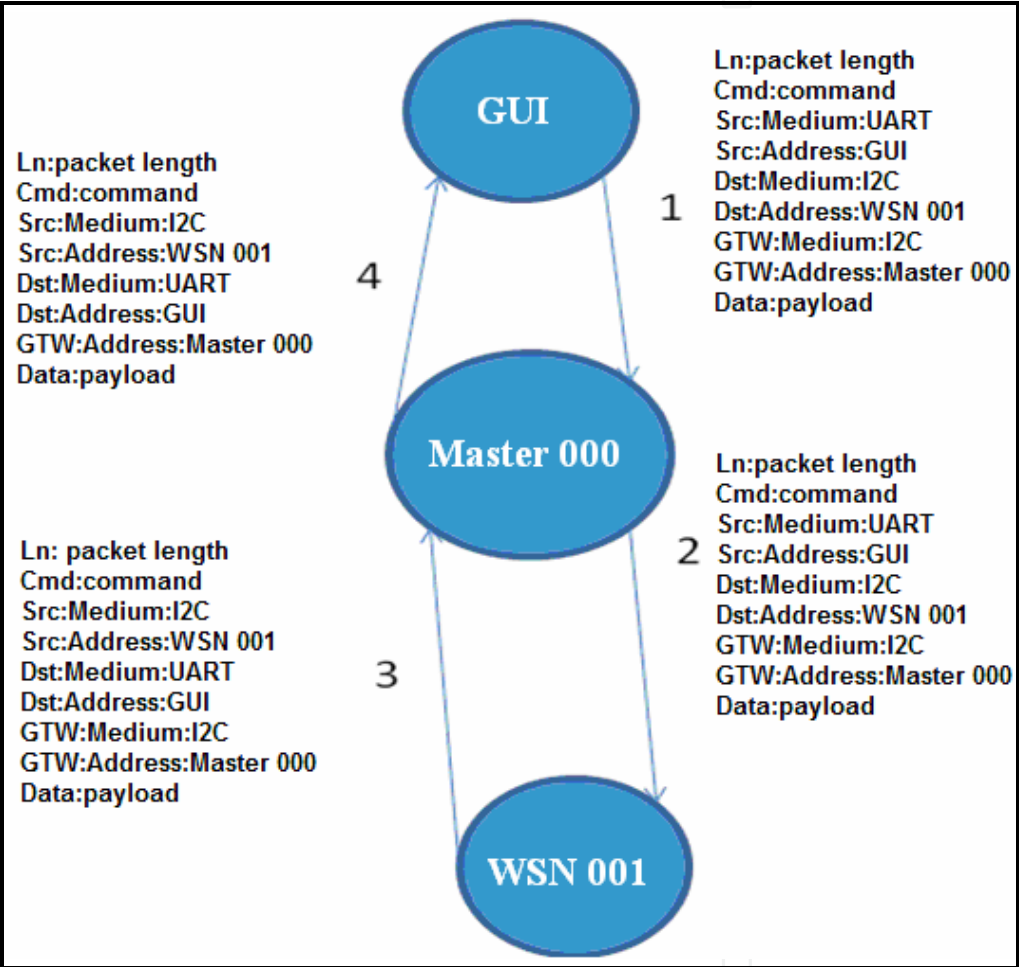 GUI
Ln:packet length
Cmd:command
Src:Medium:UART
Src:Address:GUI
Dst:Medium:I2C
Dst:Address:WSN 001
GTW:Medium:I2C
GTW:Address:Master 000
Data:payload
1
Ln:packet length
Cmd:command
Src:Medium:I2C
Src:Address:WSN 001
Dst:Medium:UART
Dst:Address:GUI
GTW:Address:Master 000
Data:payload
4
Master 000
Ln:packet length
Cmd:command
Src:Medium:UART
Src:Address:GUI
Dst:Medium:I2C
Dst:Address:WSN 001
GTW:Medium:I2C
GTW:Address:Master 000
Data:payload
2
Ln: packet length
Cmd:command
Src:Medium:I2C
Src:Address:WSN 001
Dst:Medium:UART
Dst:Address:GUI
GTW:Medium:I2C
GTW:Address:Master 000
Data:payload
3
WSN 001